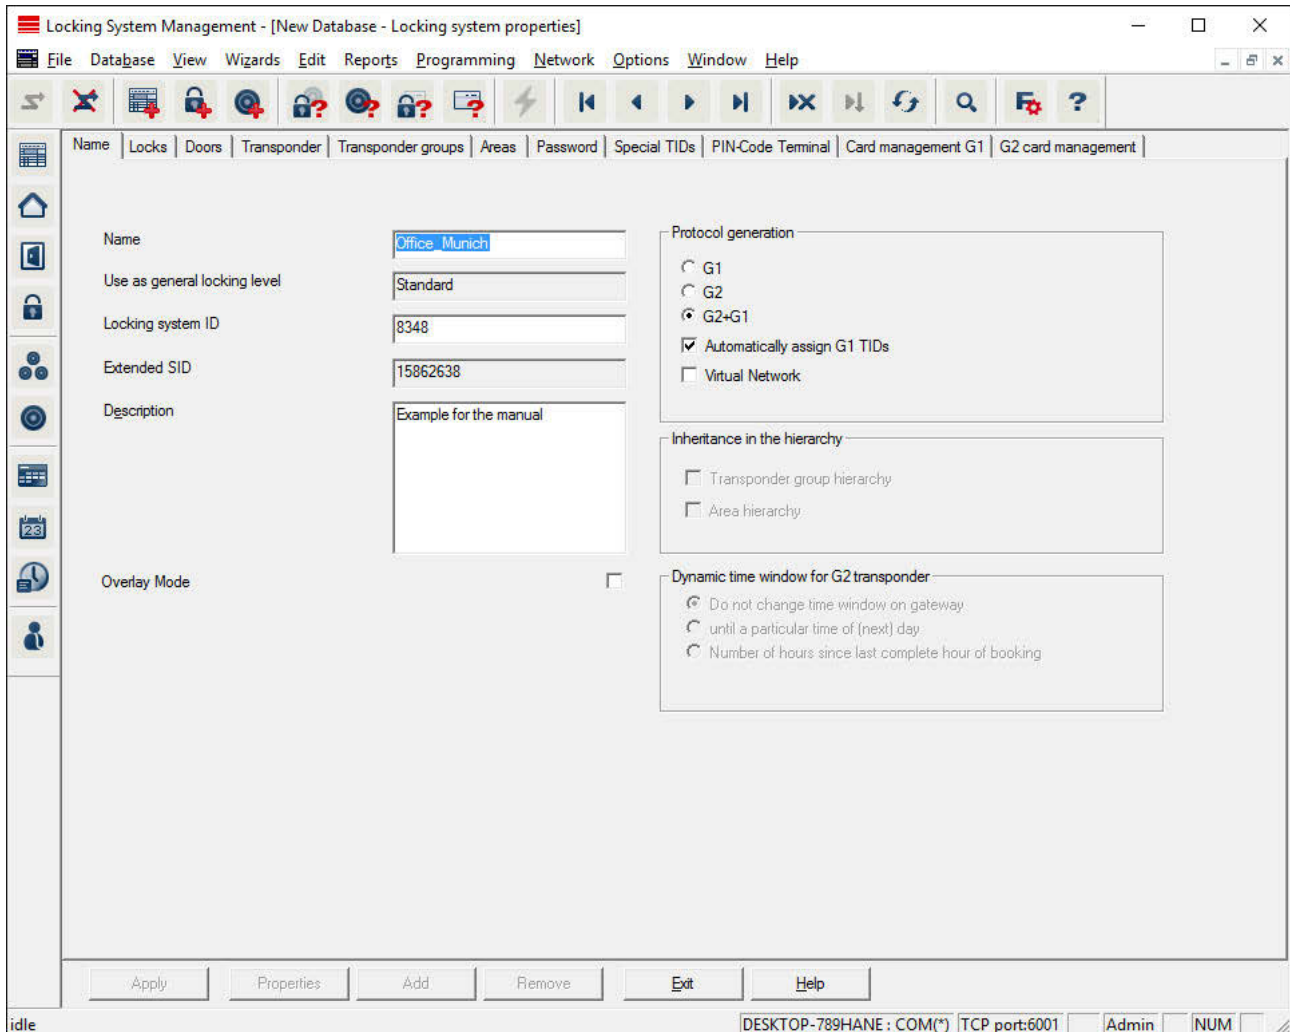 Locking System Management - [New Database - Locking system properties]
File Database View Wizards Edit Reports Programming Network Options Window Help
Name Locks Doors Transponder Transponder groups Areas Password Special TIDs PIN-Code Terminal Card management G1 G2 card management
Name
Office_Munich
Use as general locking level
Standard
Locking system ID
8348
Extended SID
15862638
Description
Example for the manual
Overlay Mode
Protocol generation
G1
G2
G2+G1
Automatically assign G1 TIDs
Virtual Network
Inheritance in the hierarchy
Transponder group hierarchy
Area hierarchy
Dynamic time window for G2 transponder
Do not change time window on gateway
until a particular time of (next) day
Number of hours since last complete hour of booking
23
Apply Properties Add Remove Exit Help
idle DESKTOP-789HANE : COM(*) TCP port:6001 Admin NUM